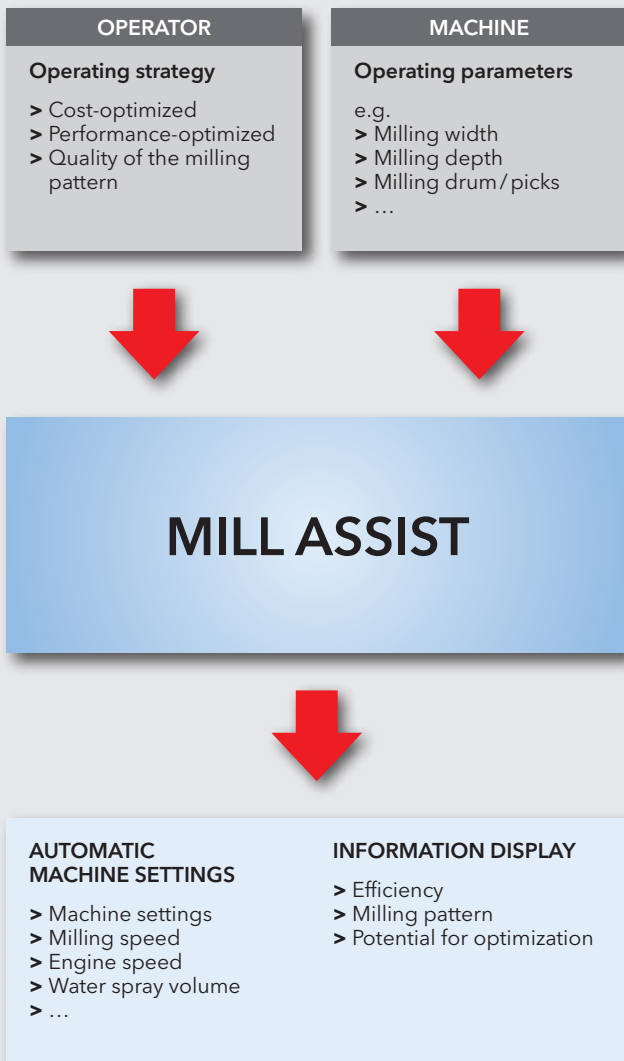 OPERATOR
Operating strategy
> Cost-optimized
> Performance-optimized
> Quality of the milling
pattern
MACHINE
Operating parameters
e.g.
> Milling width
> Milling depth
> Milling drum / picks
> …
MILL ASSIST
AUTOMATIC
MACHINE SETTINGS
> Machine settings
> Milling speed
> Engine speed
> Water spray volume
> …
INFORMATION DISPLAY
> Efficiency
> Milling pattern
> Potential for optimization